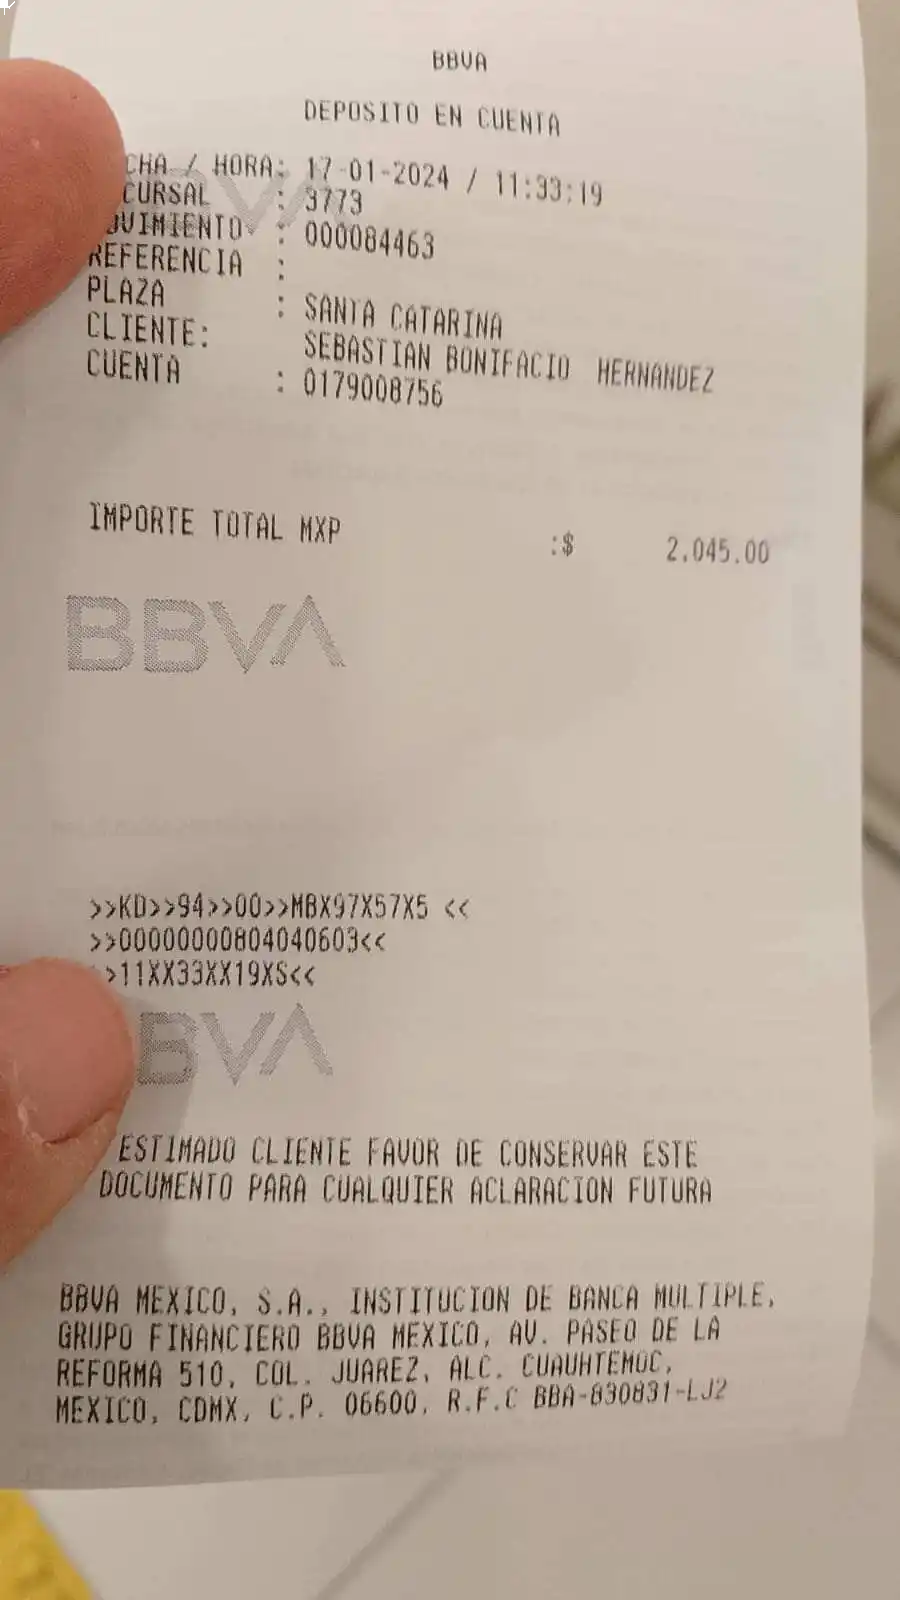 BBVA
DEPOSITO EN CUENTA
CHA / HORA: 17-01-2024 / 11:33:19
CURSAL : 3773
OVIMIENTO : 000084463
REFERENCIA :
PLAZA : SANTA CATARINA
CLIENTE: SEBASTIAN BONIFACIO HERNANDEZ
CUENTA : 0179008756
IMPORTE TOTAL MXP :$ 2,045.00
BBVA
>>KD>>94>>00>>MBX97X57X5 <<
>>00000000804040603<<
>11XX33XX19XS<<
BVA
ESTIMADO CLIENTE FAVOR DE CONSERVAR ESTE
DOCUMENTO PARA CUALQUIER ACLARACION FUTURA
BBVA MEXICO, S.A., INSTITUCION DE BANCA MULTIPLE,
GRUPO FINANCIERO BBVA MEXICO, AV. PASEO DE LA
REFORMA 510, COL. JUAREZ, ALC. CUAUHTEMOC,
MEXICO, CDMX, C.P. 06600, R.F.C BBA-830831-LJ2